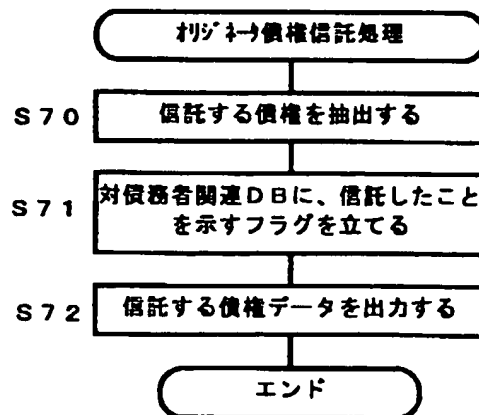 オリジネータ債権信託処理
S70 信託する債権を抽出する
S71 対債務者関連DBに、信託したこと
を示すフラグを立てる
S72 信託する債権データを出力する
エンド